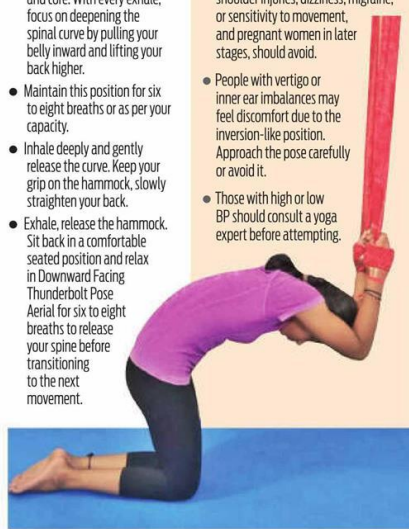 and core. With every exhale,
focus on deepening the
spinal curve by pulling your
belly inward and lifting your
back higher.
● Maintain this position for six
to eight breaths or as per your
capacity.
● Inhale deeply and gently
release the curve. Keep your
grip on the hammock, slowly
straighten your back.
● Exhale, release the hammock.
Sit back in a comfortable
seated position and relax
in Downward Facing
Thunderbolt Pose
Aerial for six to eight
breaths to release
your spine before
transitioning
to the next
movement.
shoulder injuries, dizziness, migraine,
or sensitivity to movement,
and pregnant women in later
stages, should avoid.
● People with vertigo or
inner ear imbalances may
feel discomfort due to the
inversion-like position.
Approach the pose carefully
or avoid it.
● Those with high or low
BP should consult a yoga
expert before attempting.